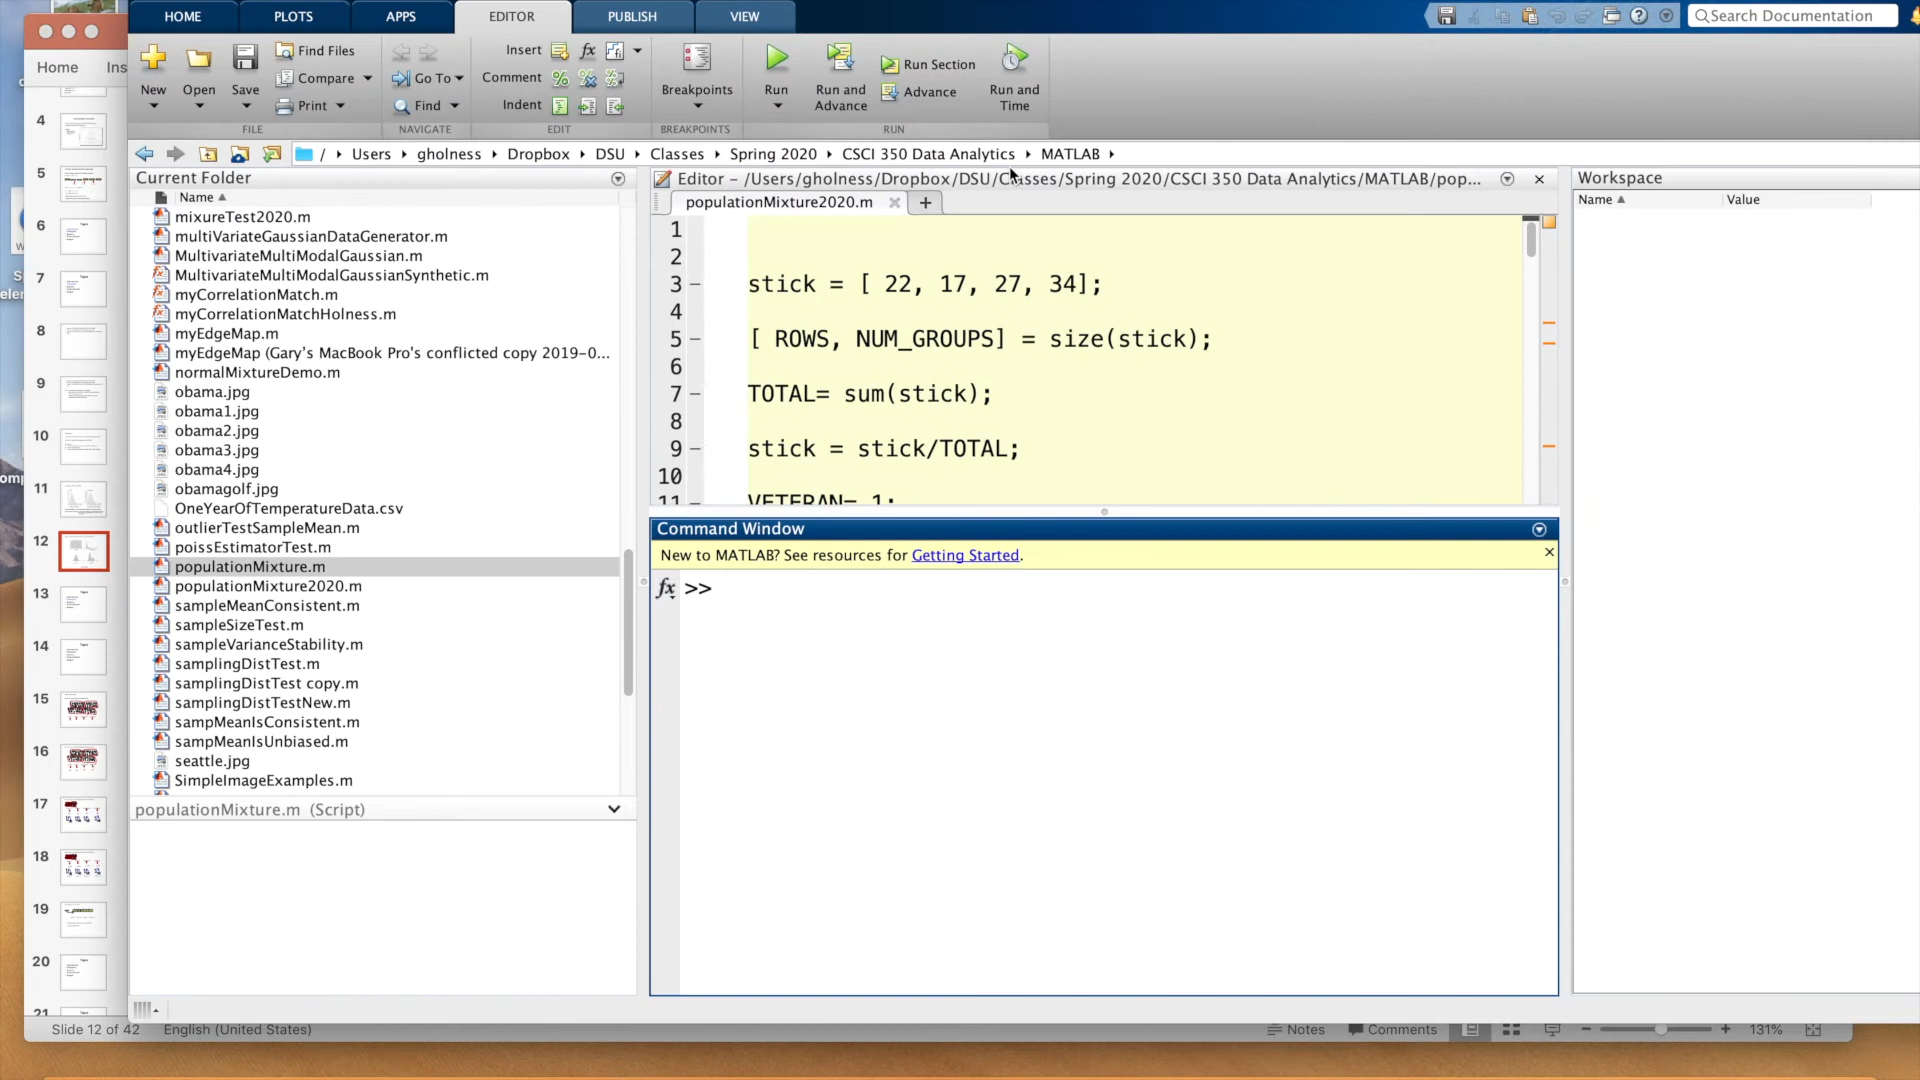 HOME
PLOTS
APPS
EDITOR
PUBLISH
VIEW
Search Documentation
Home
Ins
New
Open
Save
Find Files
Compare
Print
FILE
Go To
Find
NAVIGATE
Insert
fx
Comment
Indent
EDIT
Breakpoints
BREAKPOINTS
Run
Run and
Advance
Run Section
Advance
Run and
Time
RUN
/ Users gholness Dropbox DSU Classes Spring 2020 CSCI 350 Data Analytics MATLAB
Current Folder
Name
mixureTest2020.m
multiVariateGaussianDataGenerator.m
MultivariateMultiModalGaussian.m
MultivariateMultiModalGaussianSynthetic.m
myCorrelationMatch.m
myCorrelationMatchHolness.m
myEdgeMap.m
myEdgeMap (Gary's MacBook Pro's conflicted copy 2019-0...
normalMixtureDemo.m
obama.jpg
obama1.jpg
obama2.jpg
obama3.jpg
obama4.jpg
obamagolf.jpg
OneYearOfTemperatureData.csv
outlierTestSampleMean.m
poissEstimatorTest.m
populationMixture.m
populationMixture2020.m
sampleMeanConsistent.m
sampleSizeTest.m
sampleVarianceStability.m
samplingDistTest.m
samplingDistTest copy.m
samplingDistTestNew.m
sampMeanIsConsistent.m
sampMeanIsUnbiased.m
seattle.jpg
SimpleImageExamples.m
populationMixture.m (Script)
Editor - /Users/gholness/Dropbox/DSU/Classes/Spring 2020/CSCI 350 Data Analytics/MATLAB/pop...
populationMixture2020.m
1
2
3 stick = [ 22, 17, 27, 34];
4
5 [ ROWS, NUM_GROUPS] = size(stick);
6
7 TOTAL= sum(stick);
8
9 stick = stick/TOTAL;
10
11 VETERAN= 1;
Command Window
New to MATLAB? See resources for Getting Started.
fx >>
Workspace
Name
Value
4
5
6
7
8
9
10
11
12
13
14
15
16
17
18
19
20
21
Slide 12 of 42
English (United States)
Notes
Comments
131%